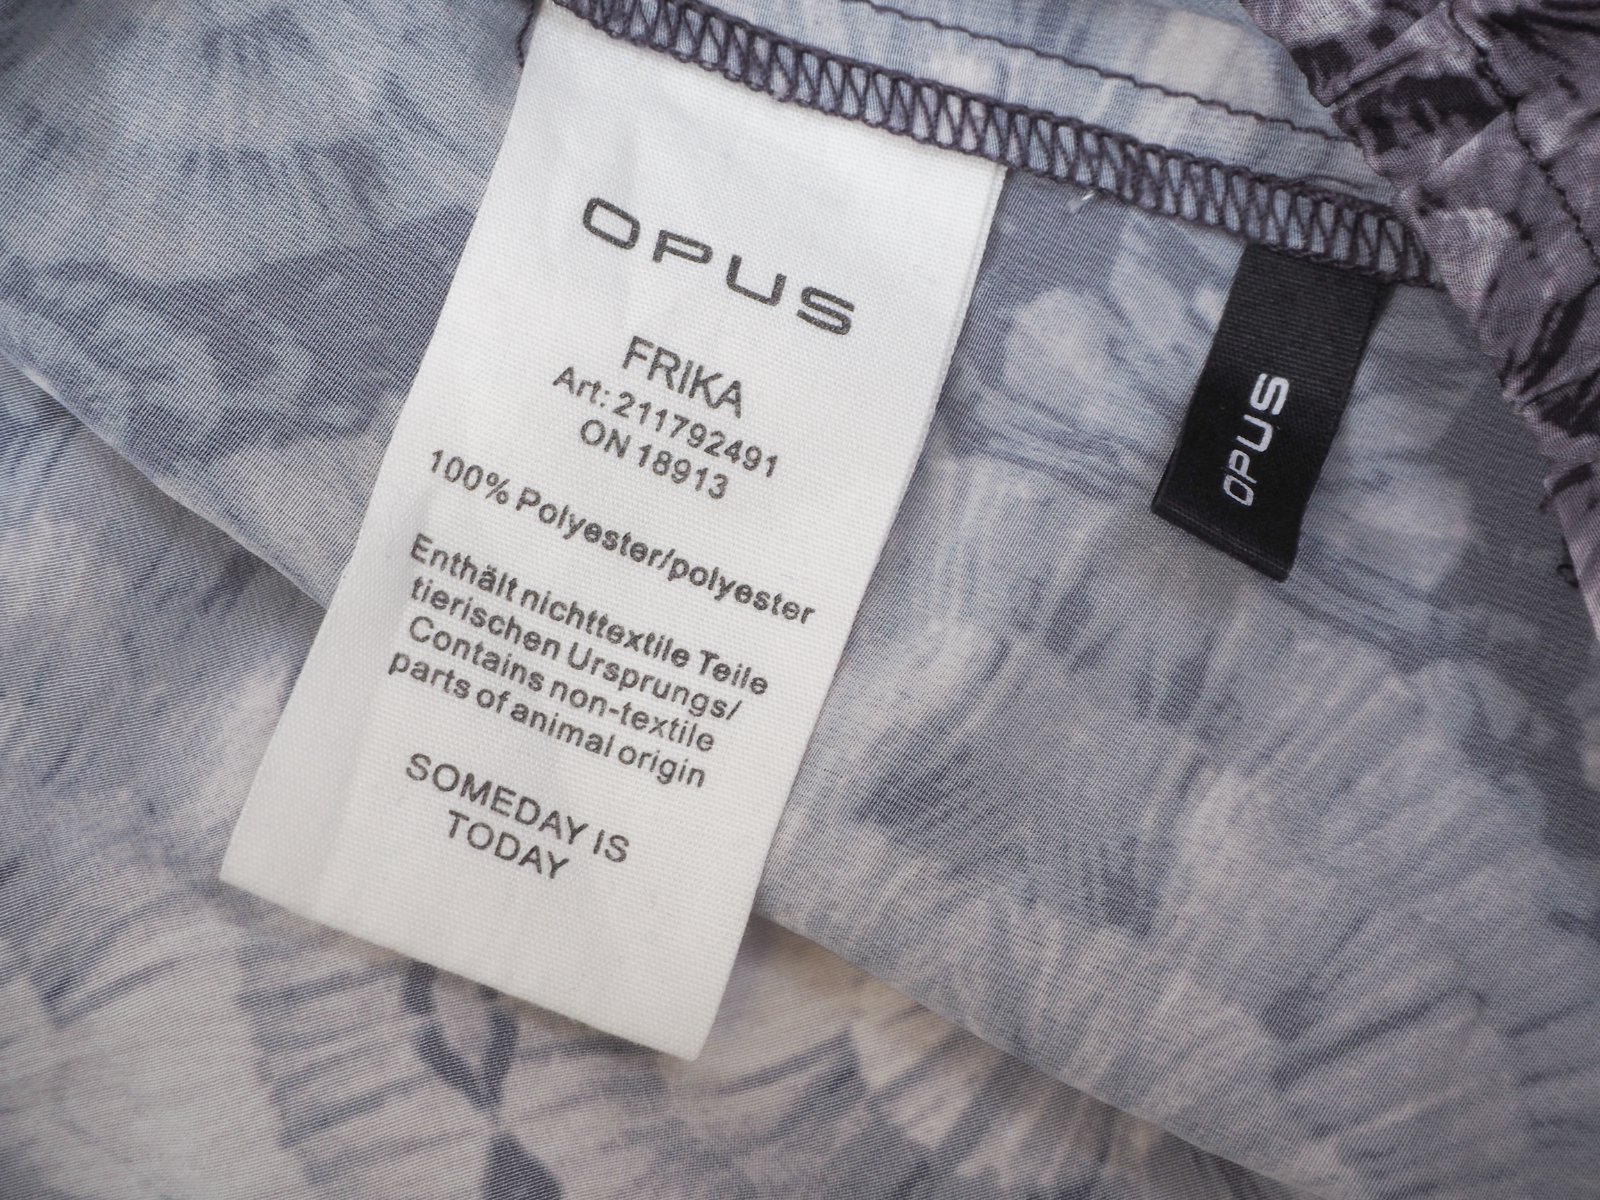 OPUS
FRIKA
Art: 211792491
ON 18913
100% Polyester/polyester
Enthält nichttextile Teile
tierischen Ursprungs/
Contains non-textile
parts of animal origin
SOMEDAY IS
TODAY
OPUS